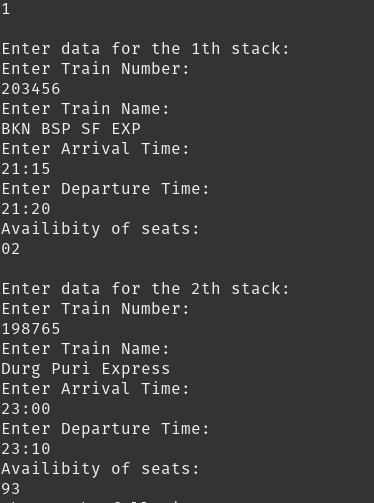 1
Enter data for the 1th stack:
Enter Train Number:
203456
Enter Train Name:
BKN BSP SF EXP
Enter Arrival Time:
21:15
Enter Departure Time:
21:20
Availibity of seats:
02
Enter data for the 2th stack:
Enter Train Number:
198765
Enter Train Name:
Durg Puri Express
Enter Arrival Time:
23:00
Enter Departure Time:
23:10
Availibity of seats:
93